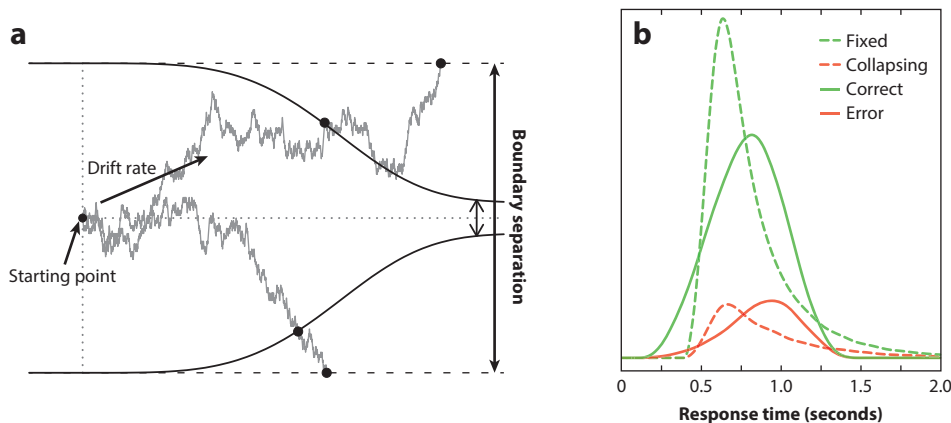 a
Drift rate
Starting point
Boundary separation
b
Fixed
Collapsing
Correct
Error
0
0.5
1.0
1.5
2.0
Response time (seconds)